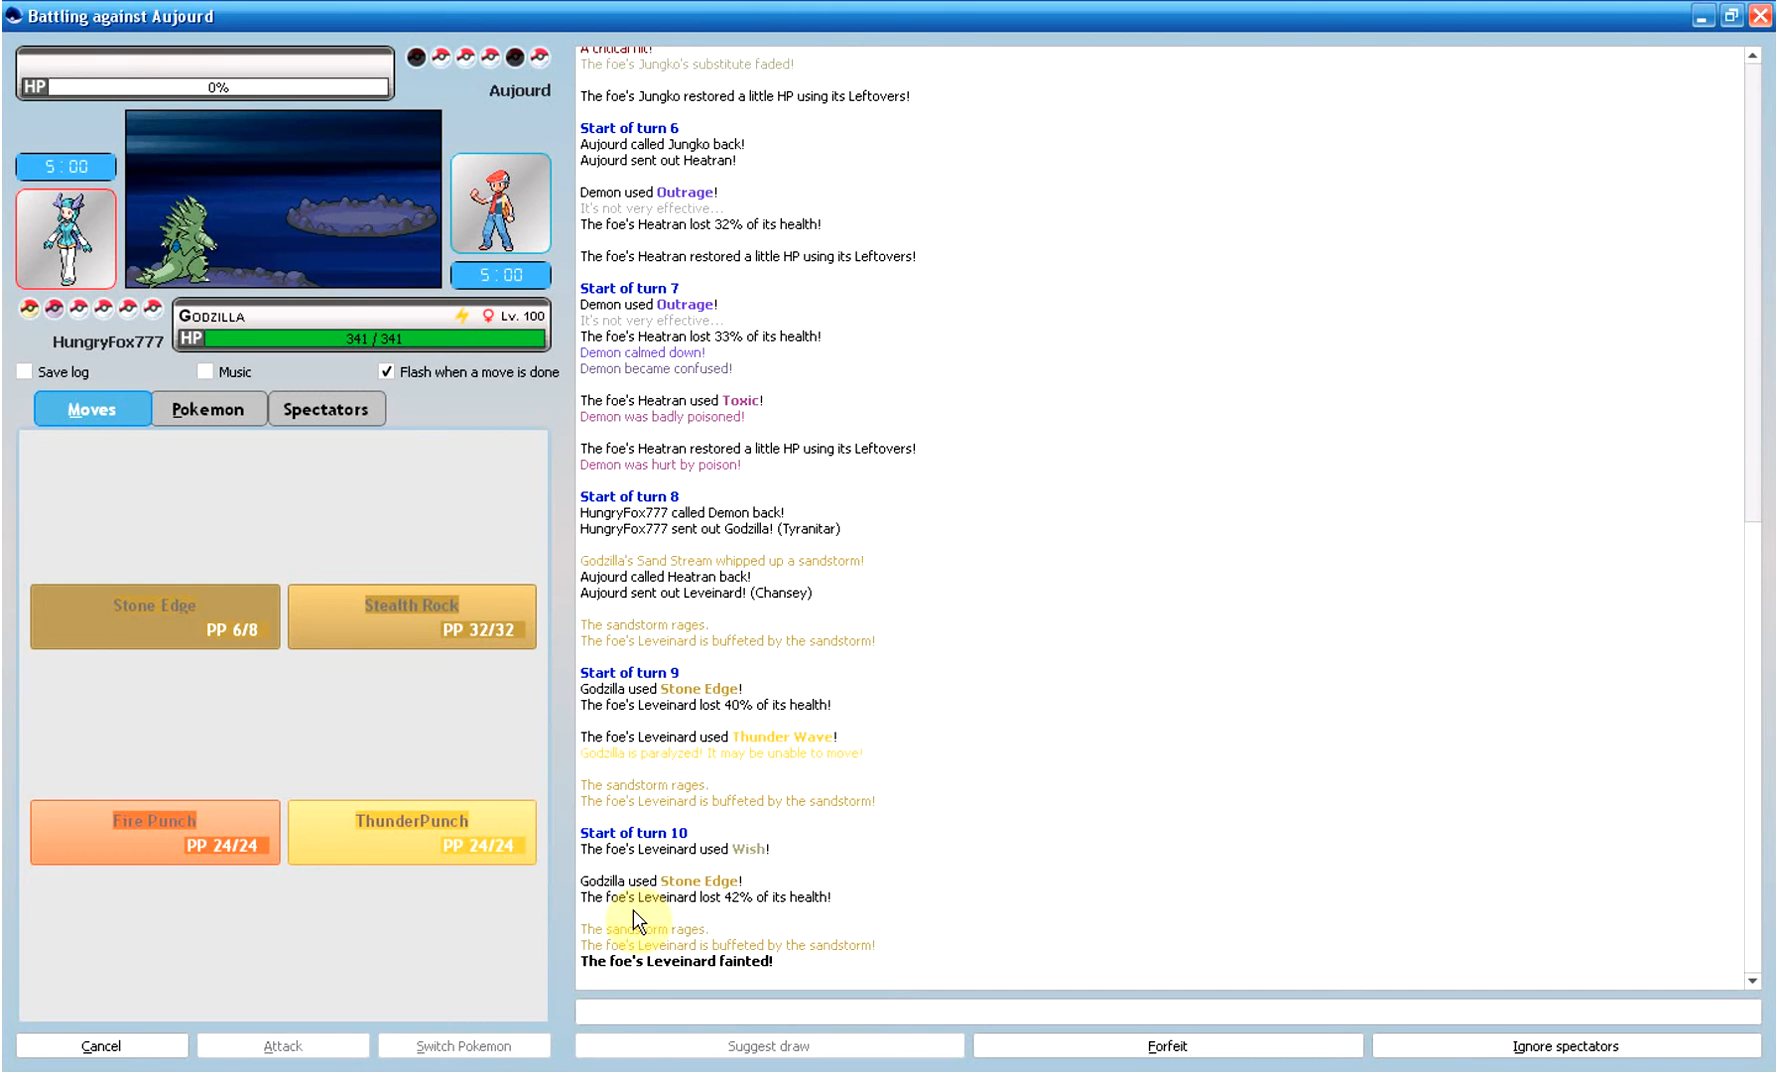 Battling against Aujourd
HP
0%
Aujourd
5:00
5:00
HungryFox777
GODZILLA
Lv. 100
HP
341 / 341
Save log
Music
Flash when a move is done
Moves
Pokemon
Spectators
Stone Edge
PP 6/8
Stealth Rock
PP 32/32
Fire Punch
PP 24/24
ThunderPunch
PP 24/24
Cancel
Attack
Switch Pokemon
A critical hit!
The foe's Jungko's substitute faded!
The foe's Jungko restored a little HP using its Leftovers!
Start of turn 6
Aujourd called Jungko back!
Aujourd sent out Heatran!
Demon used Outrage!
It's not very effective...
The foe's Heatran lost 32% of its health!
The foe's Heatran restored a little HP using its Leftovers!
Start of turn 7
Demon used Outrage!
It's not very effective...
The foe's Heatran lost 33% of its health!
Demon calmed down!
Demon became confused!
The foe's Heatran used Toxic!
Demon was badly poisoned!
The foe's Heatran restored a little HP using its Leftovers!
Demon was hurt by poison!
Start of turn 8
HungryFox777 called Demon back!
HungryFox777 sent out Godzilla! (Tyranitar)
Godzilla's Sand Stream whipped up a sandstorm!
Aujourd called Heatran back!
Aujourd sent out Leveinard! (Chansey)
The sandstorm rages.
The foe's Leveinard is buffeted by the sandstorm!
Start of turn 9
Godzilla used Stone Edge!
The foe's Leveinard lost 40% of its health!
The foe's Leveinard used Thunder Wave!
Godzilla is paralyzed! It may be unable to move!
The sandstorm rages.
The foe's Leveinard is buffeted by the sandstorm!
Start of turn 10
The foe's Leveinard used Wish!
Godzilla used Stone Edge!
The foe's Leveinard lost 42% of its health!
The sandstorm rages.
The foe's Leveinard is buffeted by the sandstorm!
The foe's Leveinard fainted!
Suggest draw
Forfeit
Ignore spectators